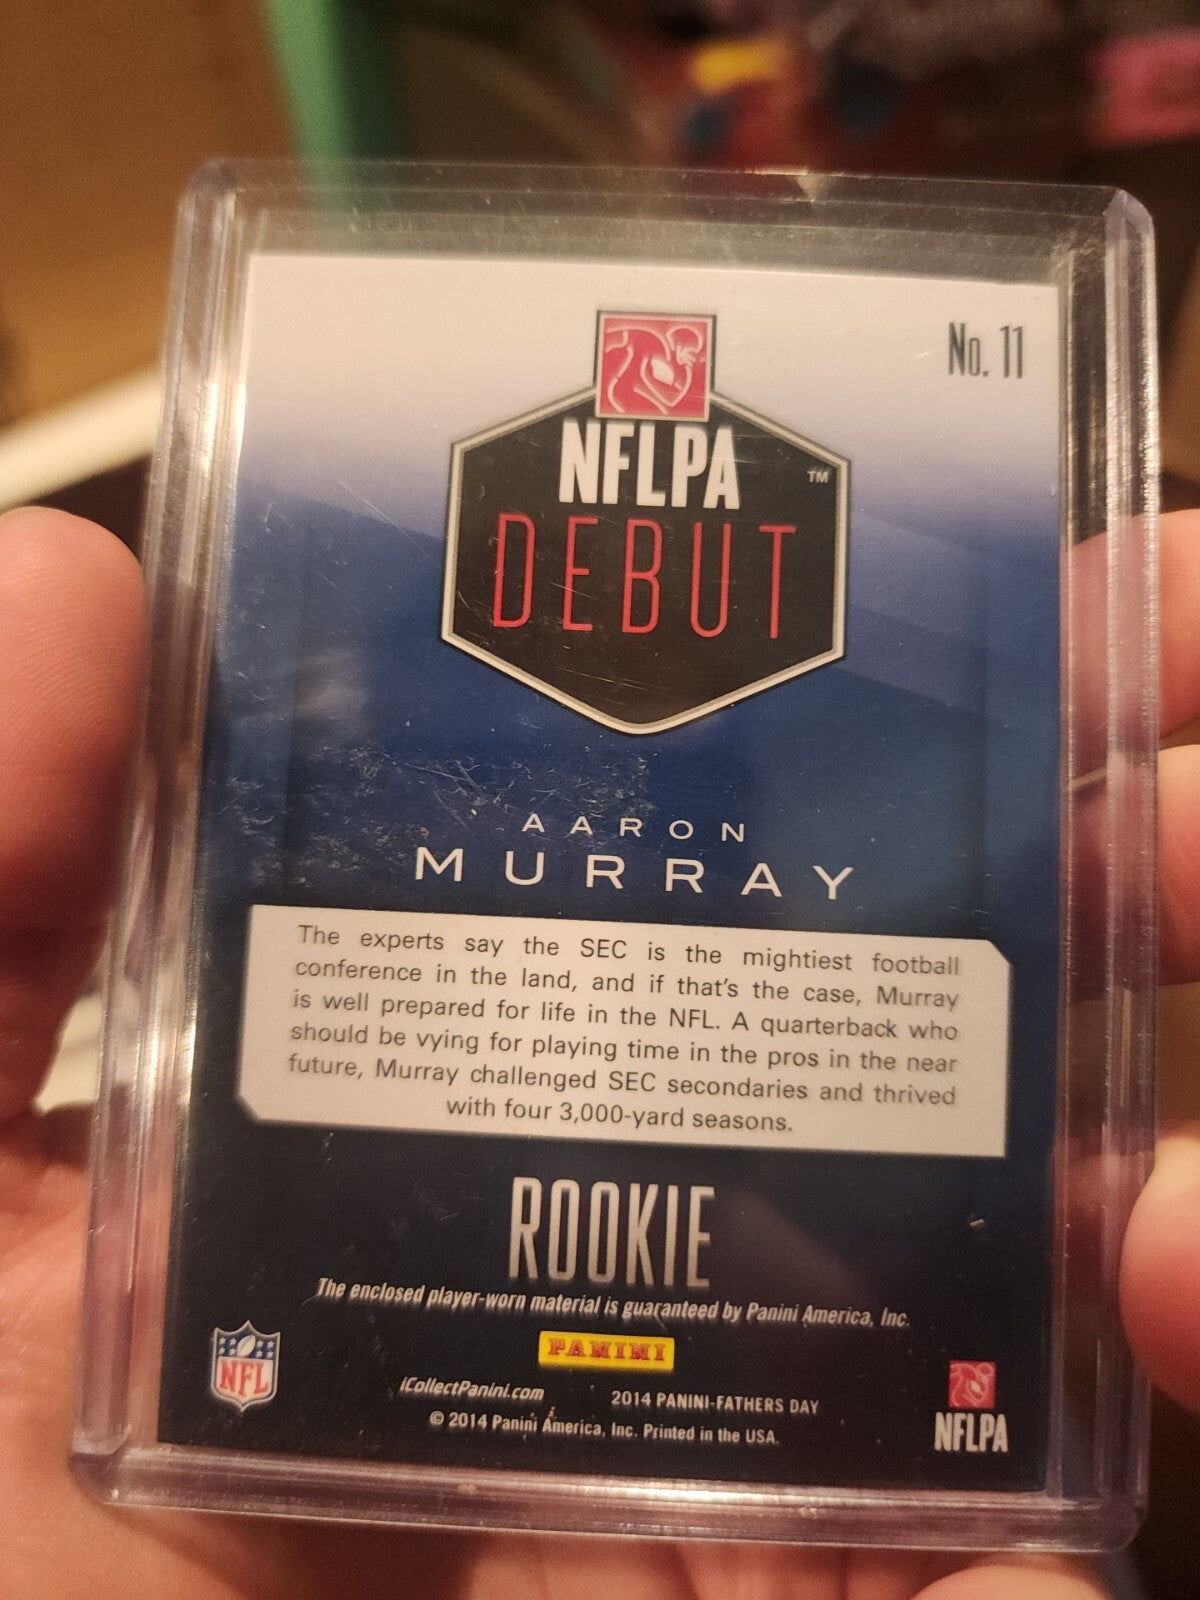 No. 11
NFLPA
DEBUT
TM
AARON
MURRAY
The experts say the SEC is the mightiest football
conference in the land, and if that's the case, Murray
is well prepared for life in the NFL. A quarterback who
should be vying for playing time in the pros in the near
future, Murray challenged SEC secondaries and thrived
with four 3,000-yard seasons.
ROOKIE
The enclosed player-worn material is guaranteed by Panini America, Inc.
PANINI
NFL
iCollectPanini.com
2014 PANINI-FATHERS DAY
© 2014 Panini America, Inc. Printed in the USA.
NFLPA